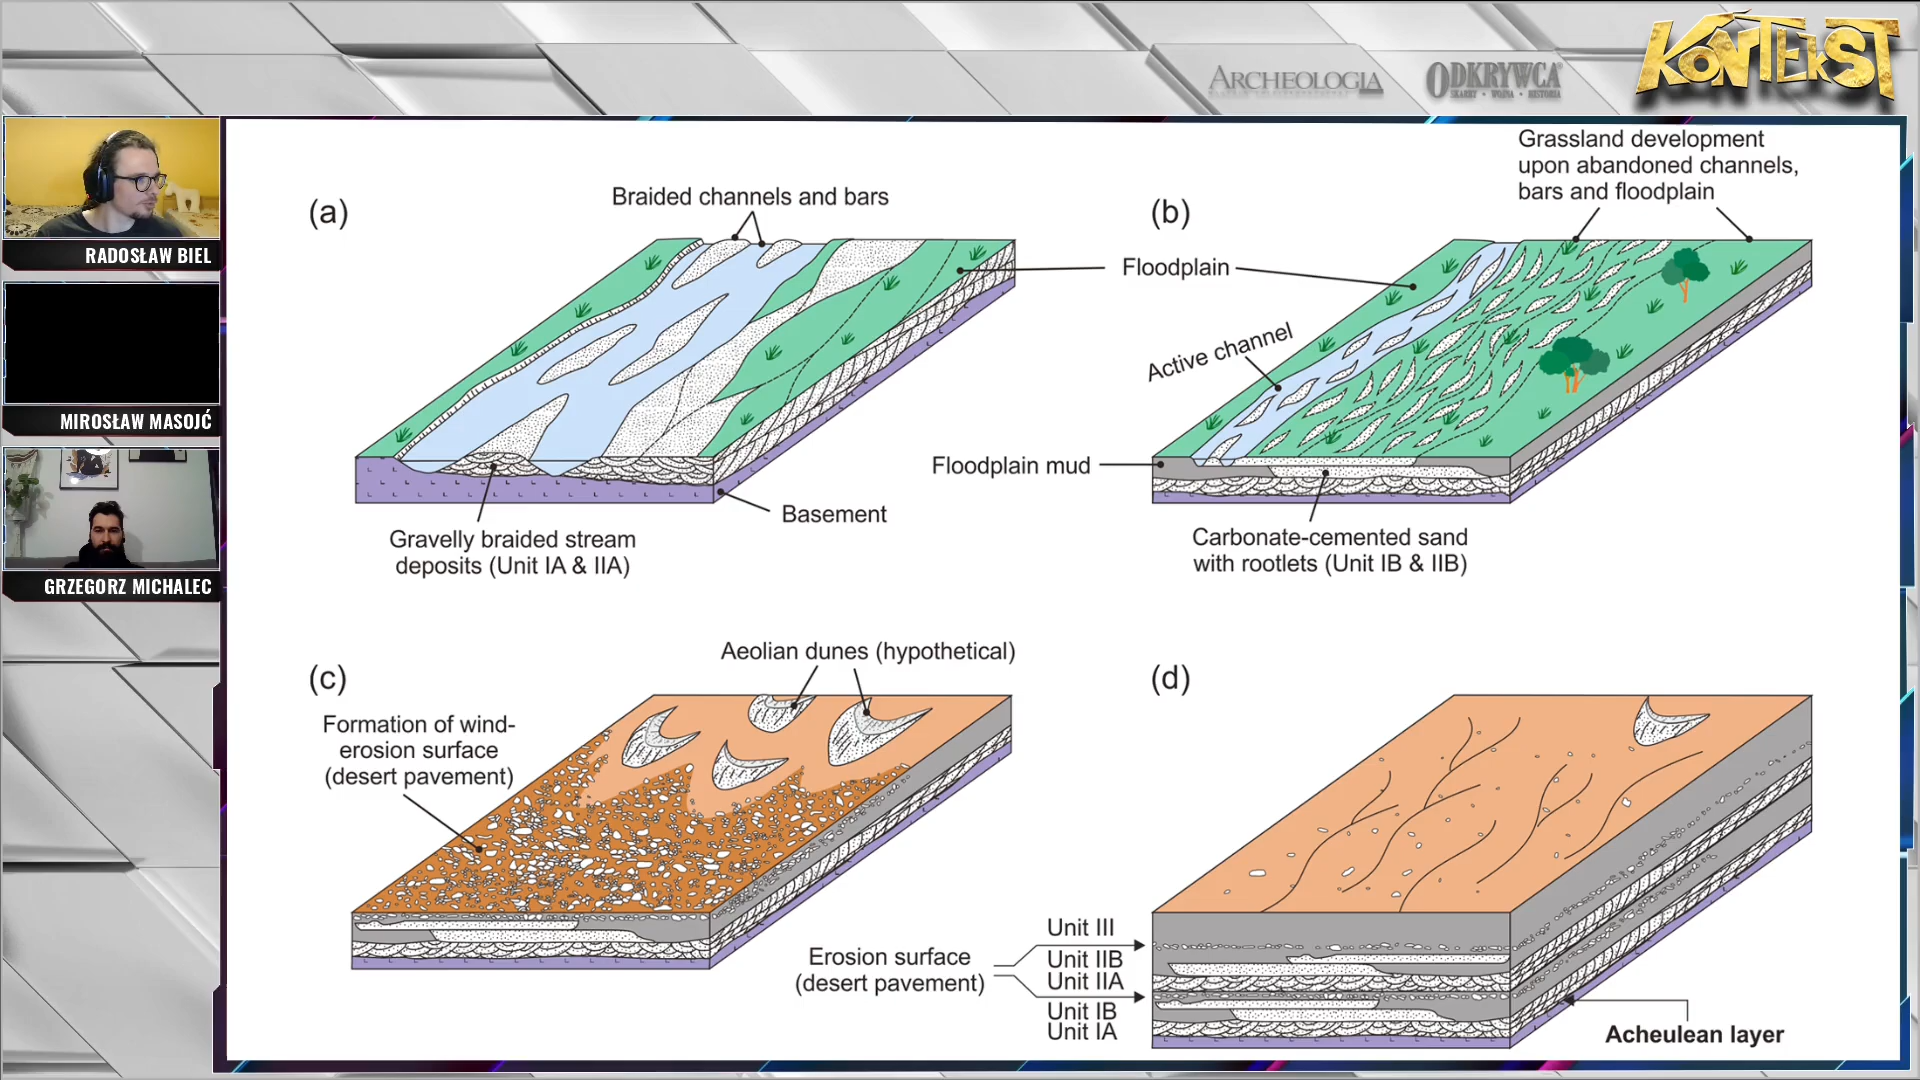 ARCHEOLOGIA
ODKRYWCA
SKARBY • WOJNA • HISTORIA
KONTEKST
RADOSŁAW BIEL
MIROSŁAW MASOJĆ
GRZEGORZ MICHALEC
(a)
Braided channels and bars
Floodplain
Basement
Gravelly braided stream
deposits (Unit IA & IIA)
(b)
Grassland development
upon abandoned channels,
bars and floodplain
Active channel
Floodplain mud
Carbonate-cemented sand
with rootlets (Unit IB & IIB)
(c)
Aeolian dunes (hypothetical)
Formation of wind-
erosion surface
(desert pavement)
(d)
Erosion surface
(desert pavement)
Unit III
Unit IIB
Unit IIA
Unit IB
Unit IA
Acheulean layer